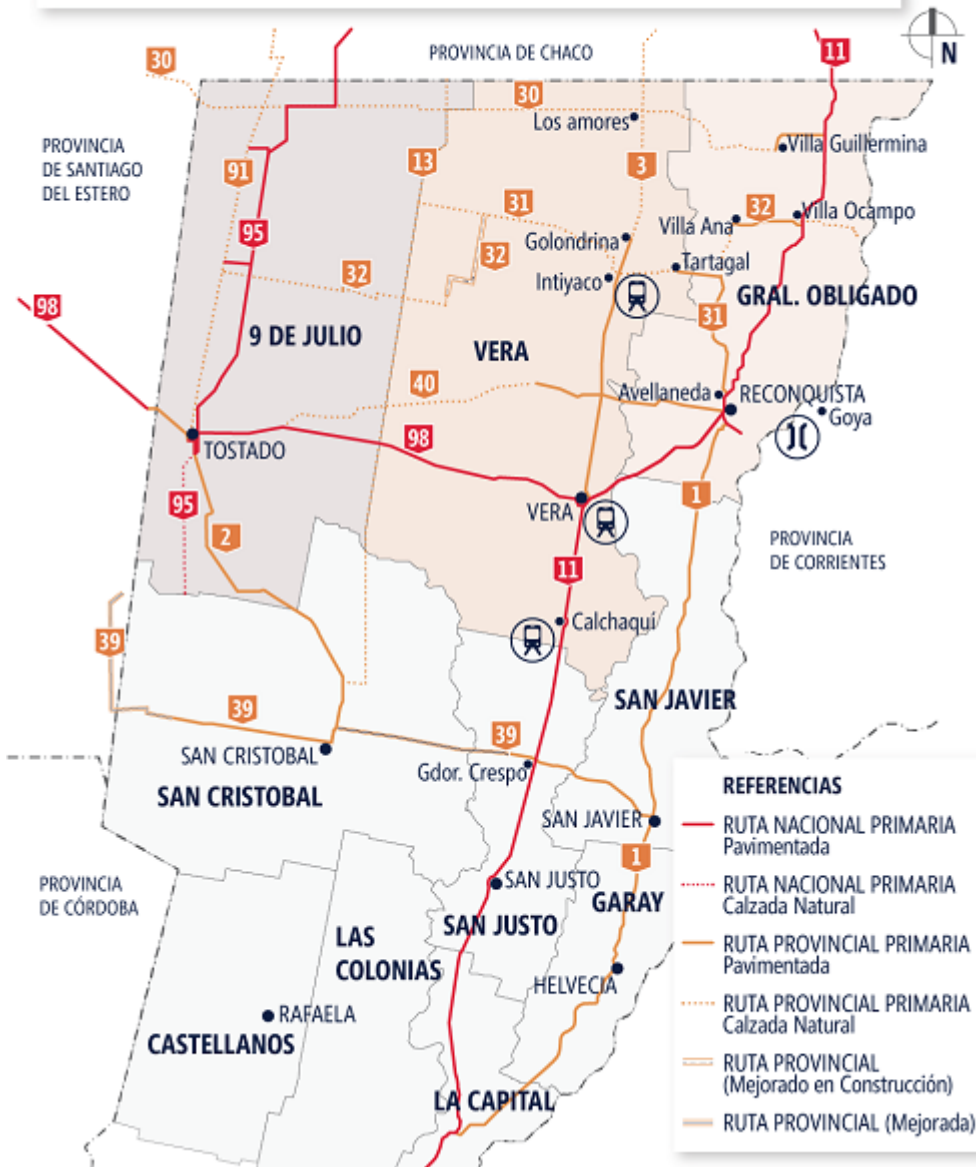 PROVINCIA DE CHACO
N
11
30
30
Los amores
Villa Guillermina
PROVINCIA
DE SANTIAGO
DEL ESTERO
91
13
3
31
32
Villa Ana
Villa Ocampo
95
Golondrina
32
Tartagal
32
Intiyaco
GRAL. OBLIGADO
98
9 DE JULIO
VERA
31
40
Avellaneda
RECONQUISTA
Goya
TOSTADO
98
95
2
VERA
1
PROVINCIA
DE CORRIENTES
11
Calchaquí
39
SAN JAVIER
39
39
SAN CRISTOBAL
Gdor. Crespo
SAN CRISTOBAL
SAN JAVIER
1
PROVINCIA
DE CÓRDOBA
SAN JUSTO
GARAY
SAN JUSTO
LAS
COLONIAS
HELVECIA
RAFAELA
CASTELLANOS
LA CAPITAL
REFERENCIAS
RUTA NACIONAL PRIMARIA
Pavimentada
RUTA NACIONAL PRIMARIA
Calzada Natural
RUTA PROVINCIAL PRIMARIA
Pavimentada
RUTA PROVINCIAL PRIMARIA
Calzada Natural
RUTA PROVINCIAL
(Mejorado en Construcción)
RUTA PROVINCIAL (Mejorada)